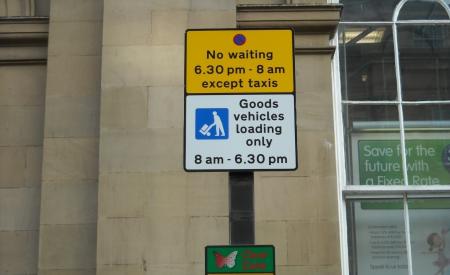 No waiting
6.30 pm - 8 am
except taxis
Goods
vehicles
loading
only
8 am - 6.30 pm
Save for the
future with
a Fixed Rate